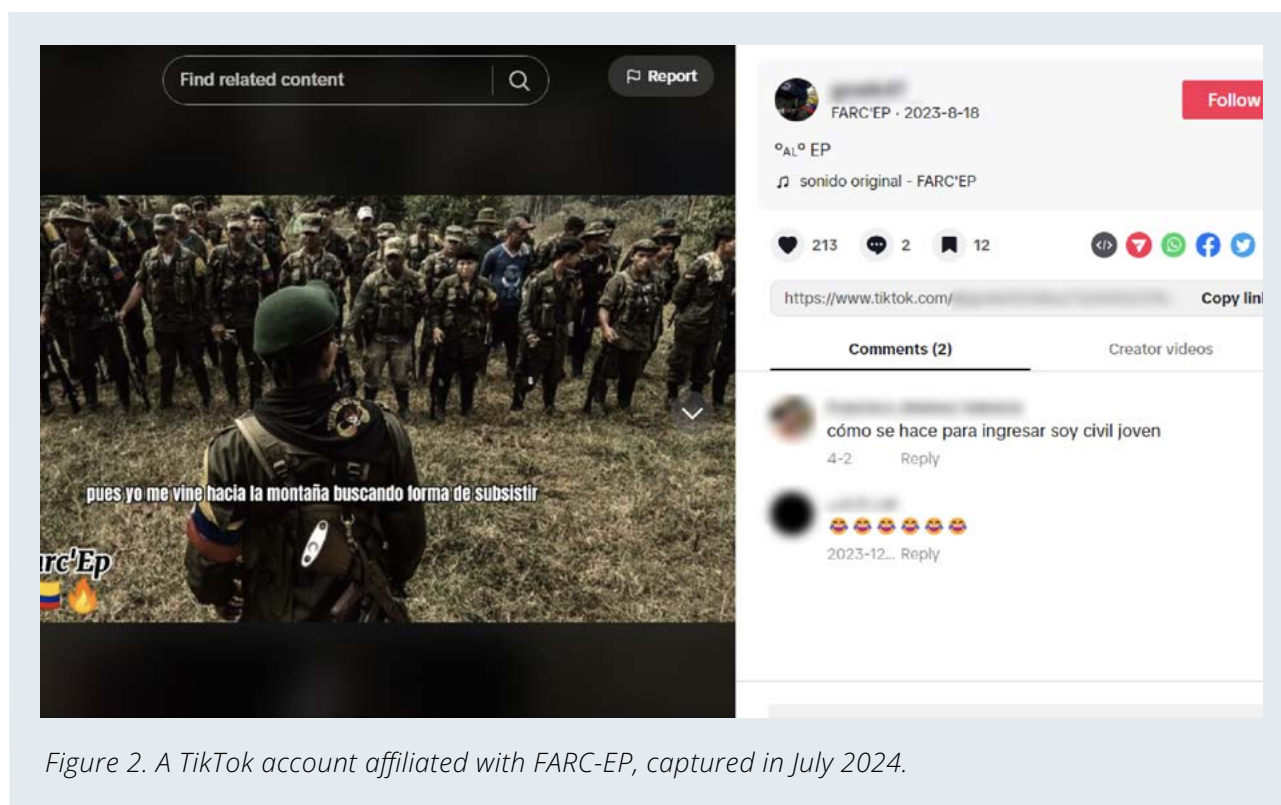 Find related content
Report
FARC'EP · 2023-8-18
Follow
ᴼᴀʟᴼ EP
sonido original - FARC'EP
213
2
12
https://www.tiktok.com/
Copy lin
Comments (2)
Creator videos
cómo se hace para ingresar soy civil joven
4-2 Reply
😂😂😂😂😂😂
2023-12... Reply
pues yo me vine hacia la montaña buscando forma de subsistir
rc'Ep
Figure 2. A TikTok account affiliated with FARC-EP, captured in July 2024.